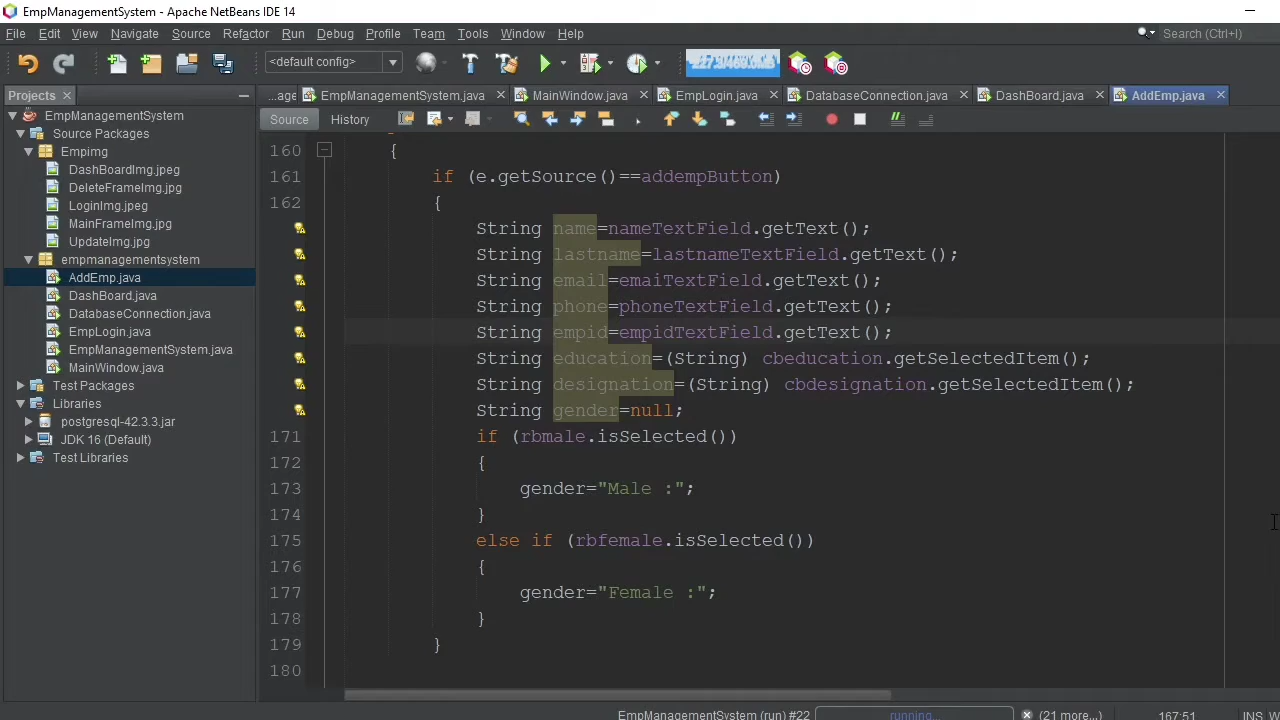 EmpManagementSystem - Apache NetBeans IDE 14
File Edit View Navigate Source Refactor Run Debug Profile Team Tools Window Help
Search (Ctrl+I)
<default config>
Projects
...age EmpManagementSystem.java MainWindow.java EmpLogin.java DatabaseConnection.java DashBoard.java AddEmp.java
Source History
EmpManagementSystem
Source Packages
Empimg
DashBoardImg.jpeg
DeleteFrameImg.jpg
LoginImg.jpeg
MainFrameImg.jpg
UpdateImg.jpg
empmanagementsystem
AddEmp.java
DashBoard.java
DatabaseConnection.java
EmpLogin.java
EmpManagementSystem.java
MainWindow.java
Test Packages
Libraries
postgresql-42.3.3.jar
JDK 16 (Default)
Test Libraries
160 {
161 if (e.getSource()==addempButton)
162 {
String name=nameTextField.getText();
String lastname=lastnameTextField.getText();
String email=emaiTextField.getText();
String phone=phoneTextField.getText();
String empid=empidTextField.getText();
String education=(String) cbeducation.getSelectedItem();
String designation=(String) cbdesignation.getSelectedItem();
String gender=null;
171 if (rbmale.isSelected())
172 {
173 gender="Male :";
174 }
175 else if (rbfemale.isSelected())
176 {
177 gender="Female :";
178 }
179 }
180
EmpManagementSystem (run) #22 running... (21 more...) 167:51 INS